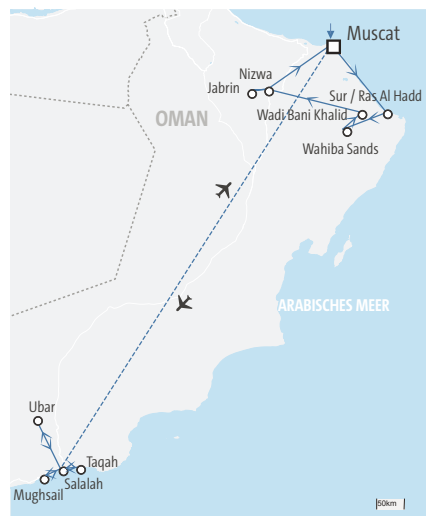 Muscat
Nizwa
Jabrin
Sur / Ras Al Hadd
OMAN
Wadi Bani Khalid
Wahiba Sands
ARABISCHES MEER
Ubar
Taqah
Salalah
Mughsail
50km